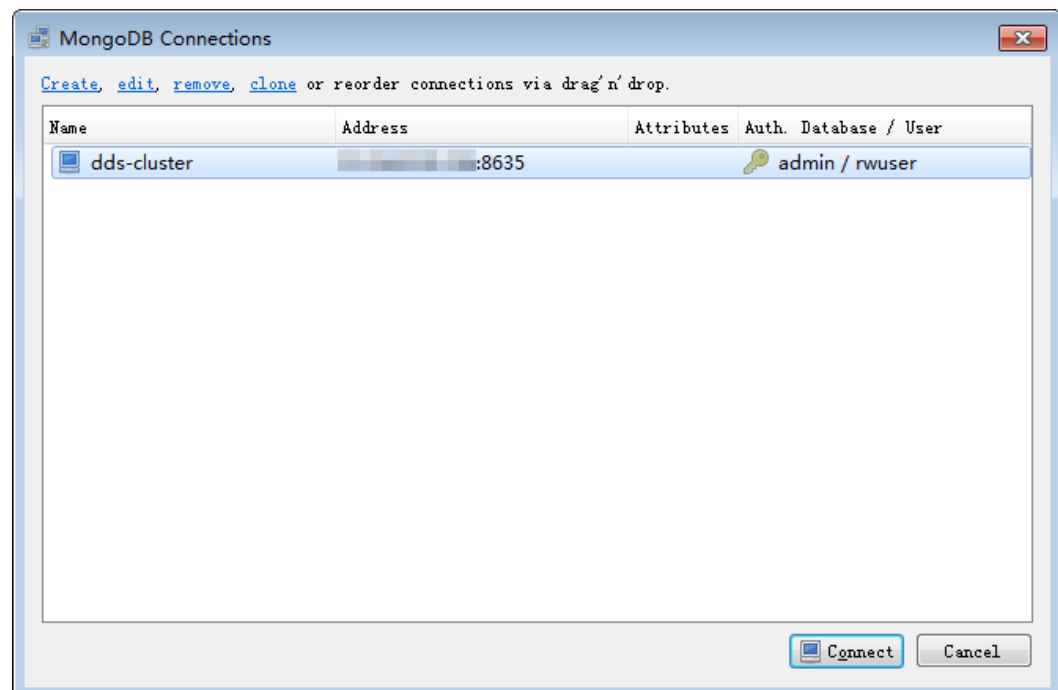 MongoDB Connections
Create, edit, remove, clone or reorder connections via drag'n'drop.
Name Address Attributes Auth. Database / User
dds-cluster :8635 admin / rwuser
Connect Cancel